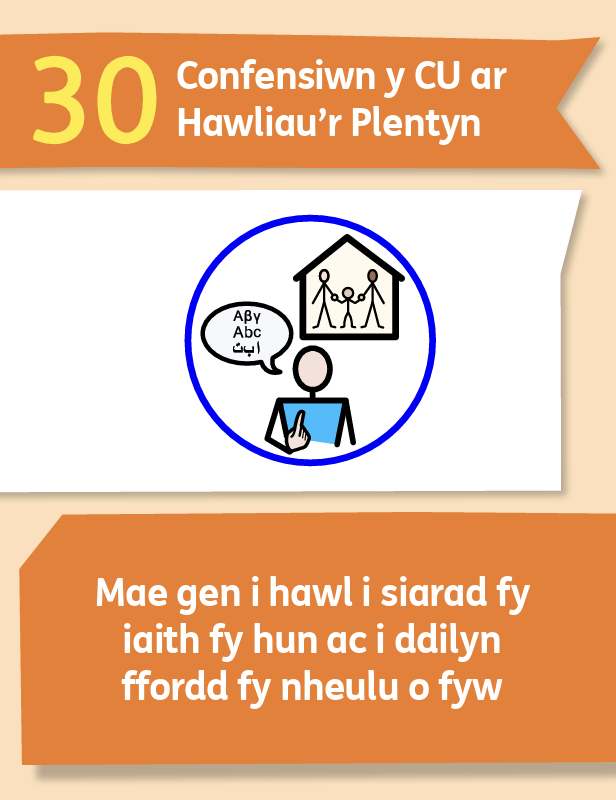 30
Confensiwn y CU ar
Hawliau’r Plentyn
Aβγ
Abc
أ ب ت
Mae gen i hawl i siarad fy
iaith fy hun ac i ddilyn
ffordd fy nheulu o fyw